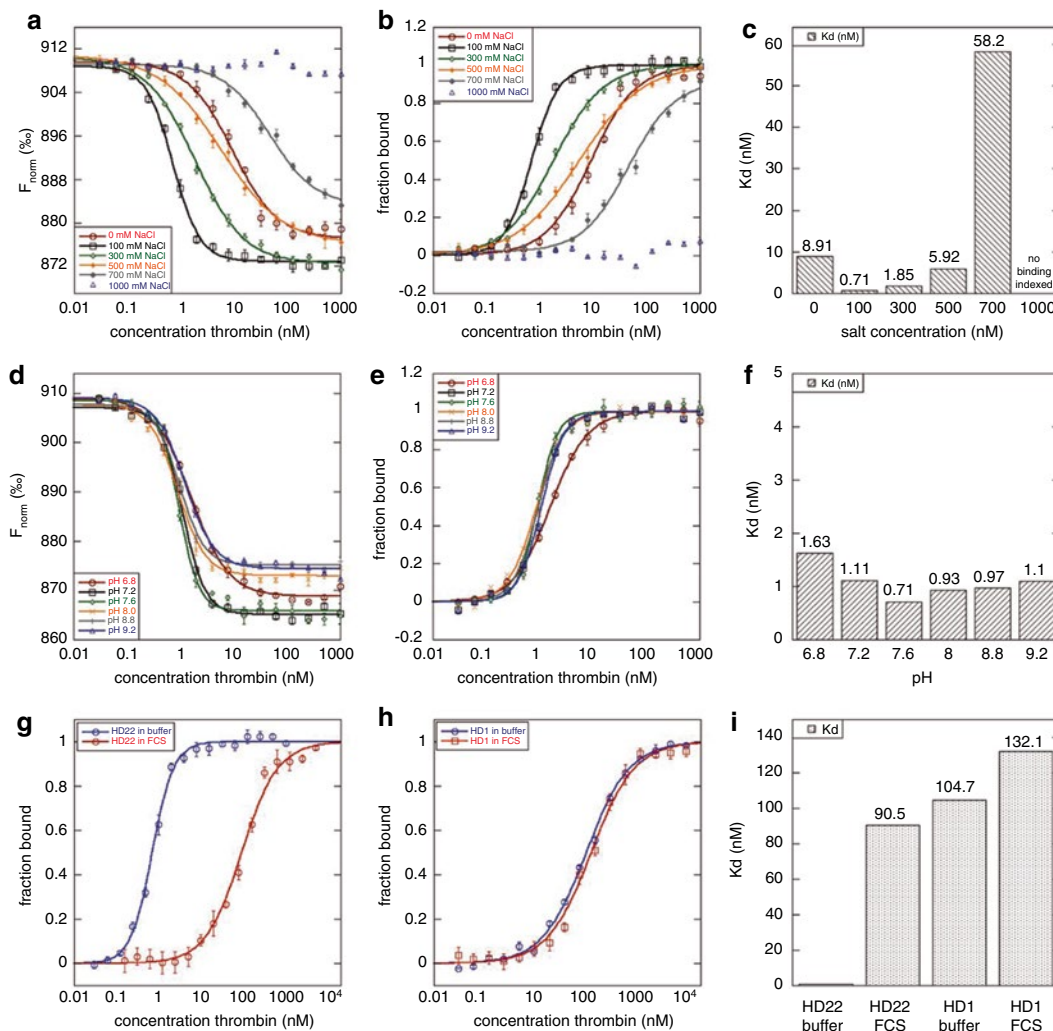 a
F_norm (‰)
910
904
896
888
880
872
0 mM NaCl
100 mM NaCl
300 mM NaCl
500 mM NaCl
700 mM NaCl
1000 mM NaCl
0.01 0.1 1 10 100 1000
concentration thrombin (nM)
b
fraction bound
1.2
1
0.8
0.6
0.4
0.2
0
-0.2
0 mM NaCl
100 mM NaCl
300 mM NaCl
500 mM NaCl
700 mM NaCl
1000 mM NaCl
0.01 0.1 1 10 100 1000
concentration thrombin (nM)
c
Kd (nM)
60
50
40
30
20
10
0
Kd (nM)
8.91
0.71
1.85
5.92
58.2
no
binding
indexed
0 100 300 500 700 1000
salt concentration (nM)
d
F_norm (‰)
910
900
890
880
870
860
pH 6.8
pH 7.2
pH 7.6
pH 8.0
pH 8.8
pH 9.2
0.01 0.1 1 10 100 1000
concentration thrombin (nM)
e
fraction bound
1.2
1
0.8
0.6
0.4
0.2
0
-0.2
pH 6.8
pH 7.2
pH 7.6
pH 8.0
pH 8.8
pH 9.2
0.01 0.1 1 10 100 1000
concentration thrombin (nM)
f
Kd (nM)
5
4
3
2
1
0
Kd (nM)
1.63
1.11
0.71
0.93
0.97
1.1
6.8 7.2 7.6 8 8.8 9.2
pH
g
fraction bound
1
0.8
0.6
0.4
0.2
0
HD22 in buffer
HD22 in FCS
0.01 0.1 1 10 100 1000 10⁴
concentration thrombin (nM)
h
fraction bound
1
0.8
0.6
0.4
0.2
0
HD1 in buffer
HD1 in FCS
0.01 0.1 1 10 100 1000 10⁴
concentration thrombin (nM)
i
Kd (nM)
140
120
100
80
60
40
20
0
Kd
90.5
104.7
132.1
HD22 HD22 HD1 HD1
buffer FCS buffer FCS